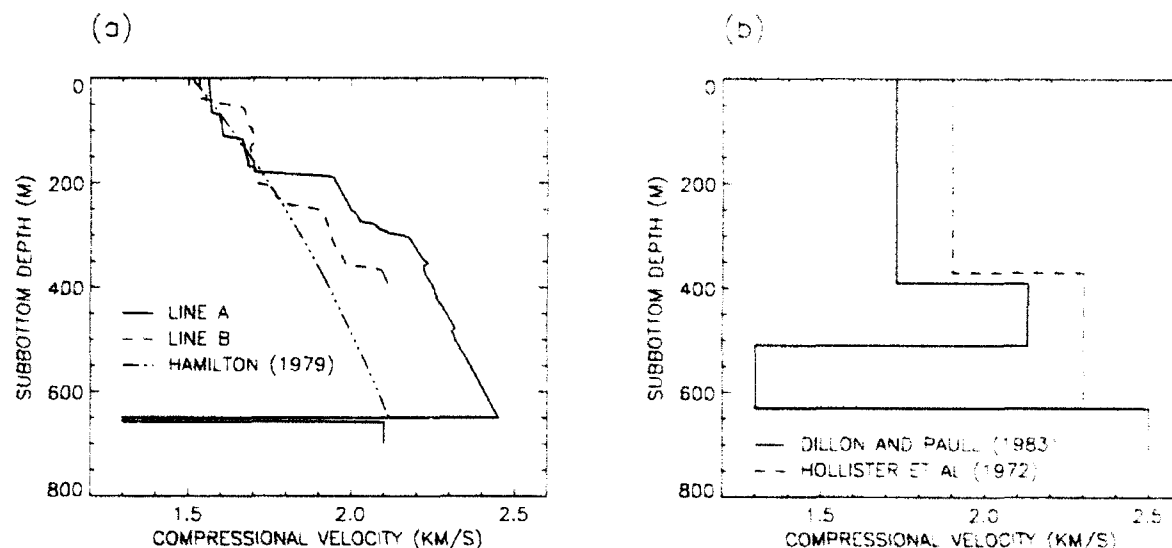 (a)
0
200
400
600
800
SUBBOTTOM DEPTH (M)
LINE A
LINE B
HAMILTON (1979)
1.5
2.0
2.5
COMPRESSIONAL VELOCITY (KM/S)
(b)
0
200
400
600
800
SUBBOTTOM DEPTH (M)
DILLON AND PAULL (1983)
HOLLISTER ET AL (1972)
1.5
2.0
2.5
COMPRESSIONAL VELOCITY (KM/S)